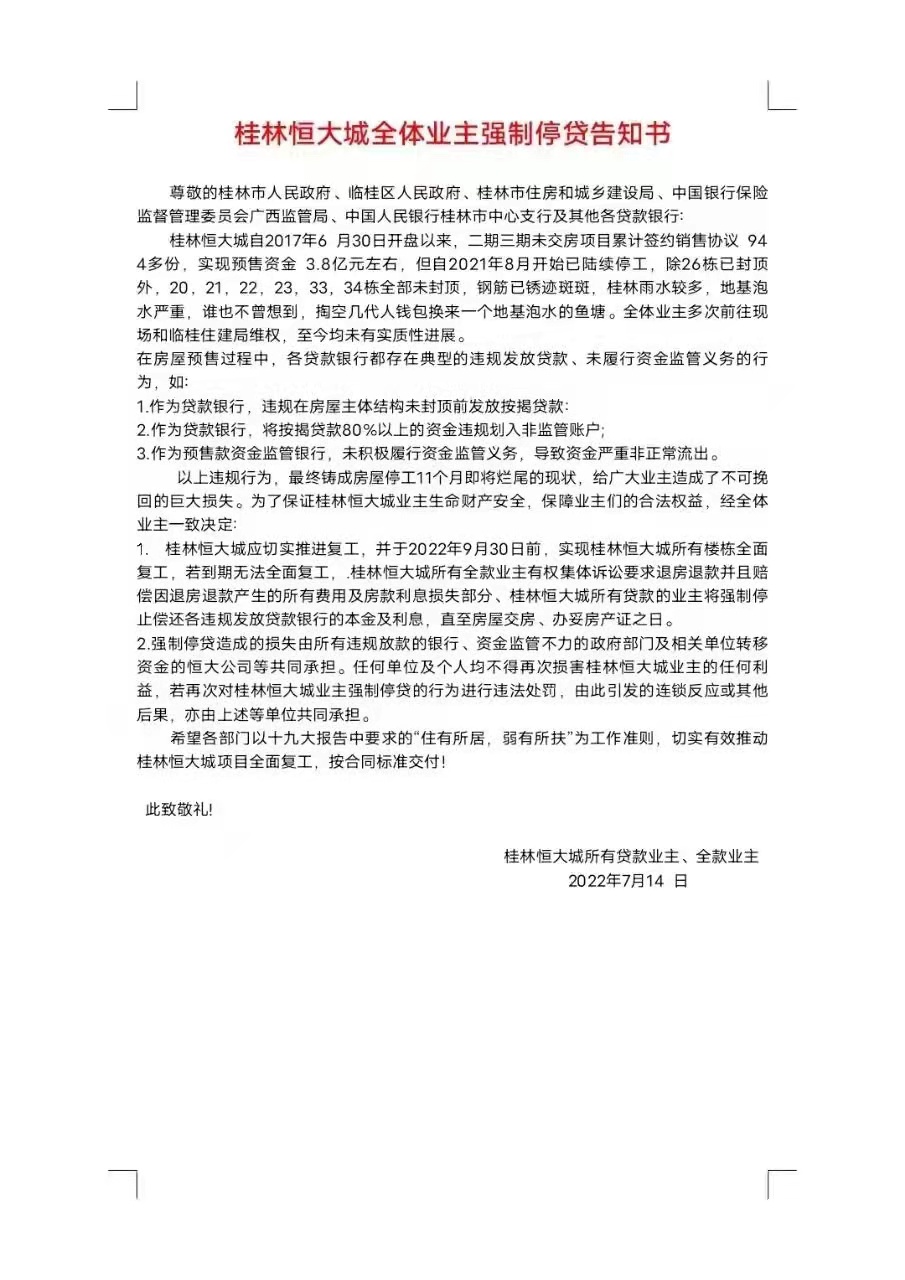 桂林恒大城全体业主强制停贷告知书
尊敬的桂林市人民政府、临桂区人民政府、桂林市住房和城乡建设局、中国银行保险
监督管理委员会广西监管局、中国人民银行桂林市中心支行及其他各贷款银行:
桂林恒大城自2017年6 月30日开盘以来，二期三期未交房项目累计签约销售协议 94
4多份，实现预售资金 3.8亿元左右，但自2021年8月开始已陆续停工，除26栋已封顶
外，20，21，22，23，33，34栋全部未封顶，钢筋已锈迹斑斑，桂林雨水较多，地基泡
水严重，谁也不曾想到，掏空几代人钱包换来一个地基泡水的鱼塘。全体业主多次前往现
场和临桂住建局维权，至今均未有实质性进展。
在房屋预售过程中，各贷款银行都存在典型的违规发放贷款、未履行资金监管义务的行
为，如:
1.作为贷款银行，违规在房屋主体结构未封顶前发放按揭贷款:
2.作为贷款银行，将按揭贷款80%以上的资金违规划入非监管账户;
3.作为预售款资金监管银行，未积极履行资金监管义务，导致资金严重非正常流出。
以上违规行为，最终铸成房屋停工11个月即将烂尾的现状，给广大业主造成了不可挽
回的巨大损失。为了保证桂林恒大城业主生命财产安全，保障业主们的合法权益，经全体
业主一致决定:
1. 桂林恒大城应切实推进复工，并于2022年9月30日前，实现桂林恒大城所有楼栋全面
复工，若到期无法全面复工，.桂林恒大城所有全款业主有权集体诉讼要求退房退款并且赔
偿因退房退款产生的所有费用及房款利息损失部分、桂林恒大城所有贷款的业主将强制停
止偿还各违规发放贷款银行的本金及利息，直至房屋交房、办妥房产证之日。
2.强制停贷造成的损失由所有违规放款的银行、资金监管不力的政府部门及相关单位转移
资金的恒大公司等共同承担。任何单位及个人均不得再次损害桂林恒大城业主的任何利
益，若再次对桂林恒大城业主强制停贷的行为进行违法处罚，由此引发的连锁反应或其他
后果，亦由上述等单位共同承担。
希望各部门以十九大报告中要求的“住有所居，弱有所扶”为工作准则，切实有效推动
桂林恒大城项目全面复工，按合同标准交付!
此致敬礼!
桂林恒大城所有贷款业主、全款业主
2022年7月14 日